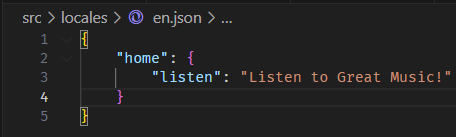 src > locales > en.json > ...
1 {
2 "home": {
3 "listen": "Listen to Great Music!"
4 }
5 }